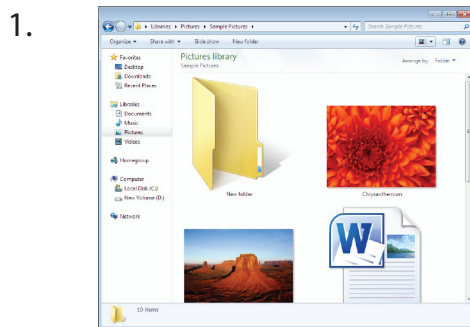 1.
Libraries ▸ Pictures ▸ Sample Pictures ▸
Search Sample Pictures
Organize ▾ Share with ▾ Slide show New folder
Favorites
Desktop
Downloads
Recent Places
Libraries
Documents
Music
Pictures
Videos
Homegroup
Computer
Local Disk (C:)
New Volume (D:)
Network
Pictures library
Sample Pictures
Arrange by: Folder ▾
New folder
Chrysanthemum
W
10 items